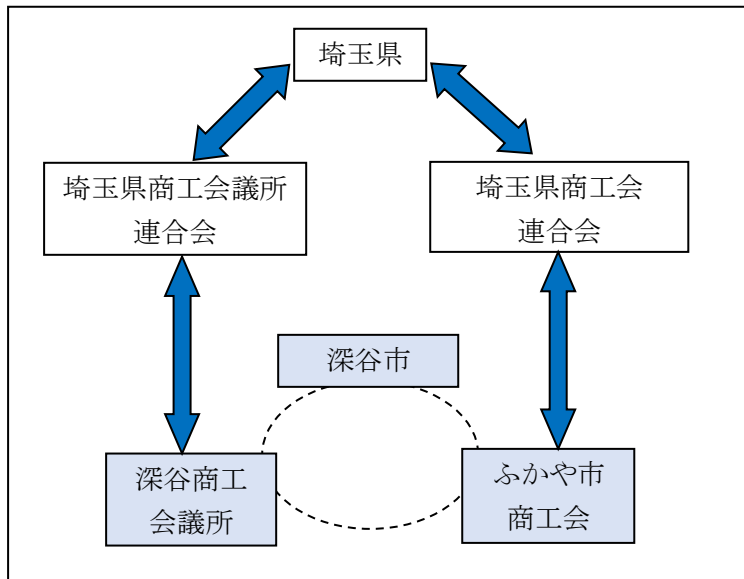 埼玉県
埼玉県商工会議所
連合会
埼玉県商工会
連合会
深谷市
深谷商工
会議所
ふかや市
商工会